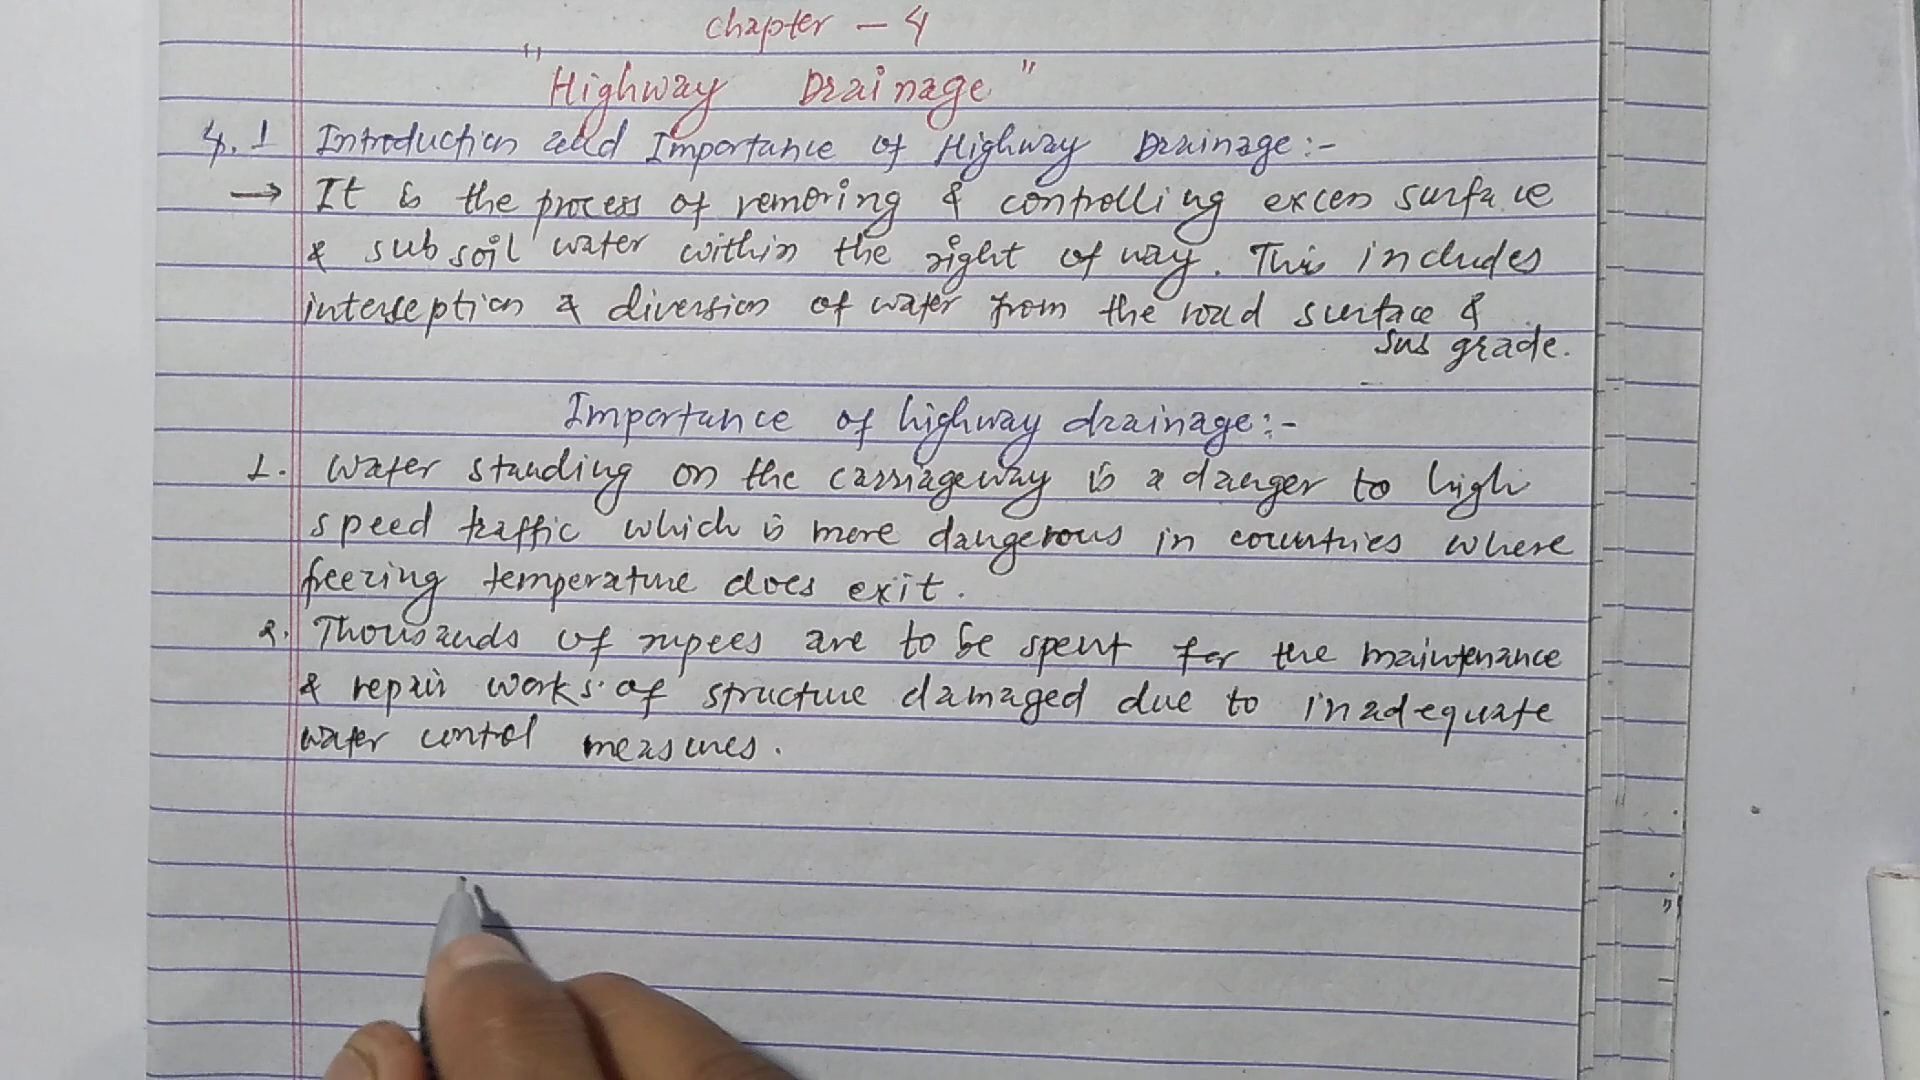 chapter - 4
"Highway Drainage"
4.1 Introduction and Importance of Highway Drainage:-
→ It is the process of removing & controlling excess surface
& sub soil water within the right of way. This includes
interseption & diversion of water from the road surface &
sus grade.
Importance of highway drainage:-
1. Water standing on the carriageway is a danger to high
speed traffic which is more dangerous in countries where
freezing temperature does exit.
2. Thousands of rupees are to be spent for the maintenance
& repair works of structure damaged due to inadequate
water control measures.